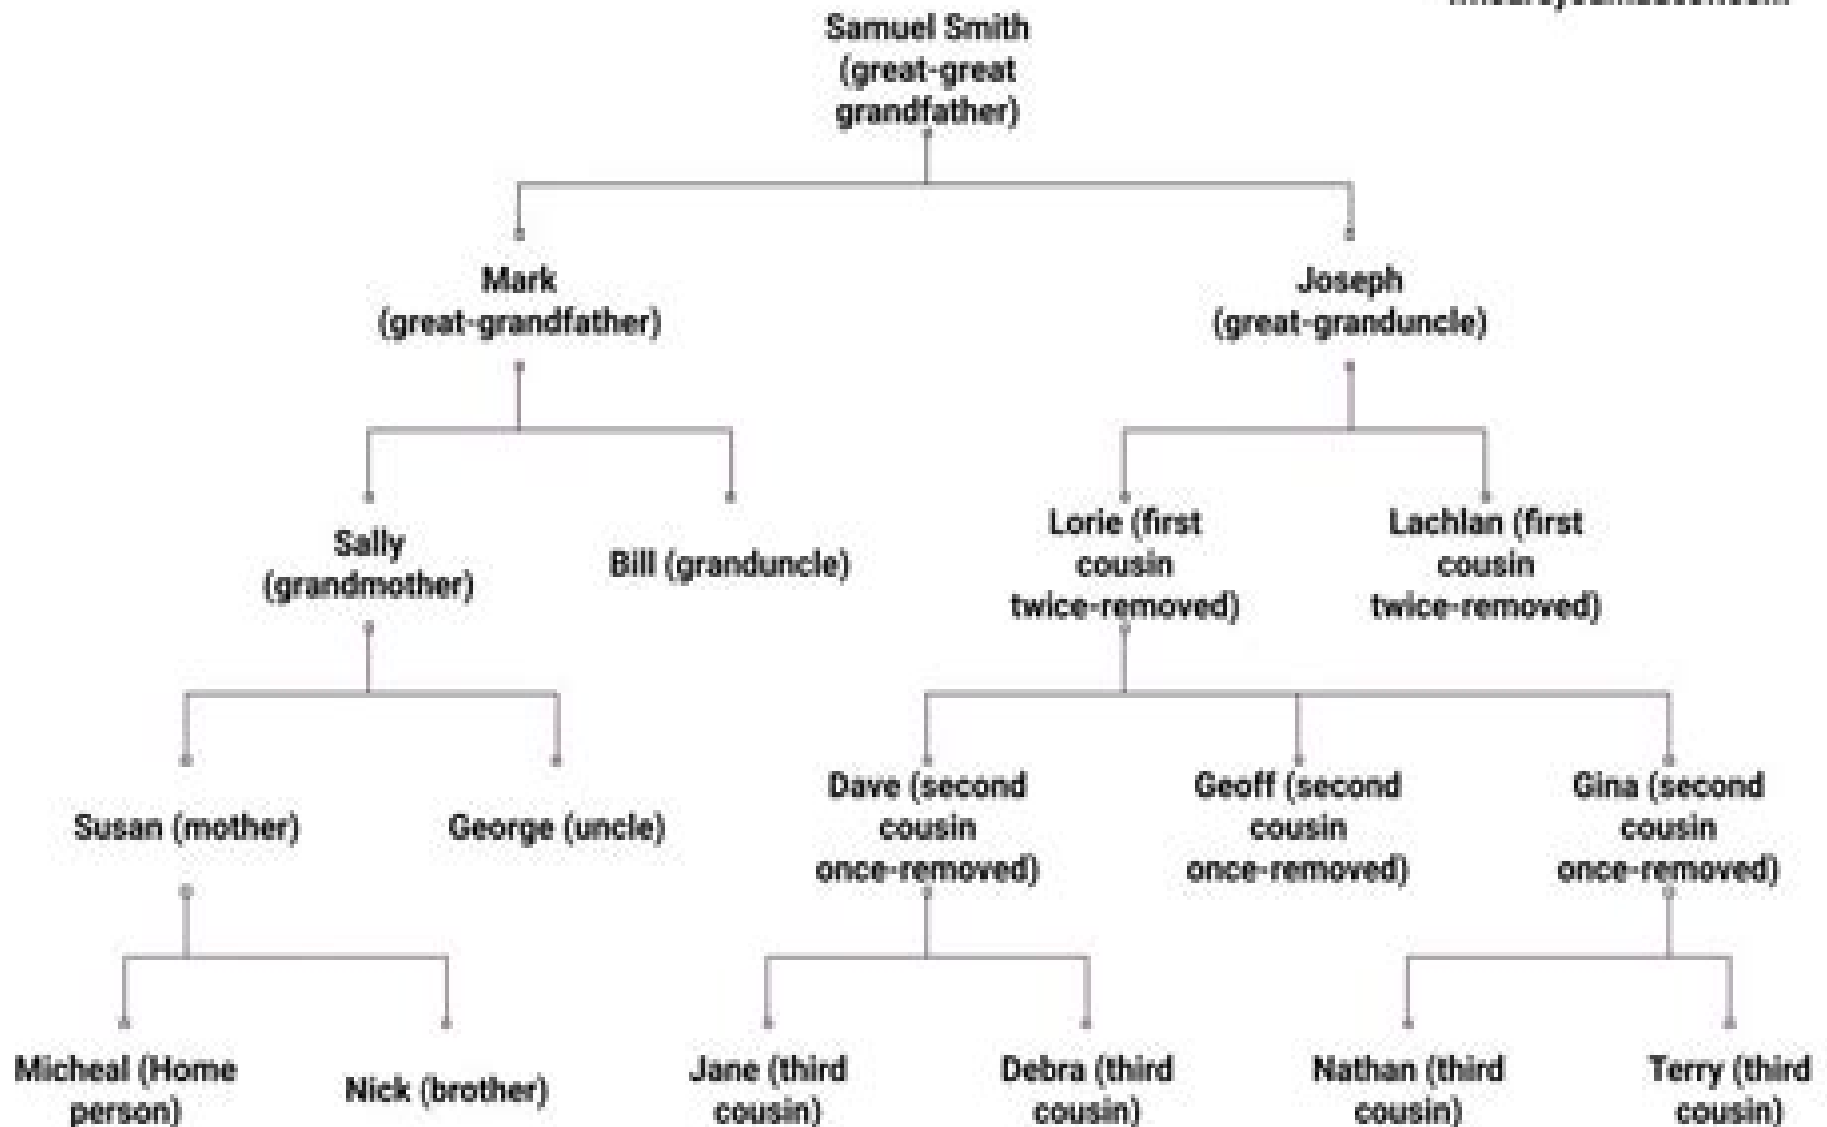 Samuel Smith
(great-great
grandfather)
Mark
(great-grandfather)
Joseph
(great-granduncle)
Sally
(grandmother)
Bill (granduncle)
Lorie (first
cousin
twice-removed)
Lachlan (first
cousin
twice-removed)
Susan (mother)
George (uncle)
Dave (second
cousin
once-removed)
Geoff (second
cousin
once-removed)
Gina (second
cousin
once-removed)
Micheal (Home
person)
Nick (brother)
Jane (third
cousin)
Debra (third
cousin)
Nathan (third
cousin)
Terry (third
cousin)